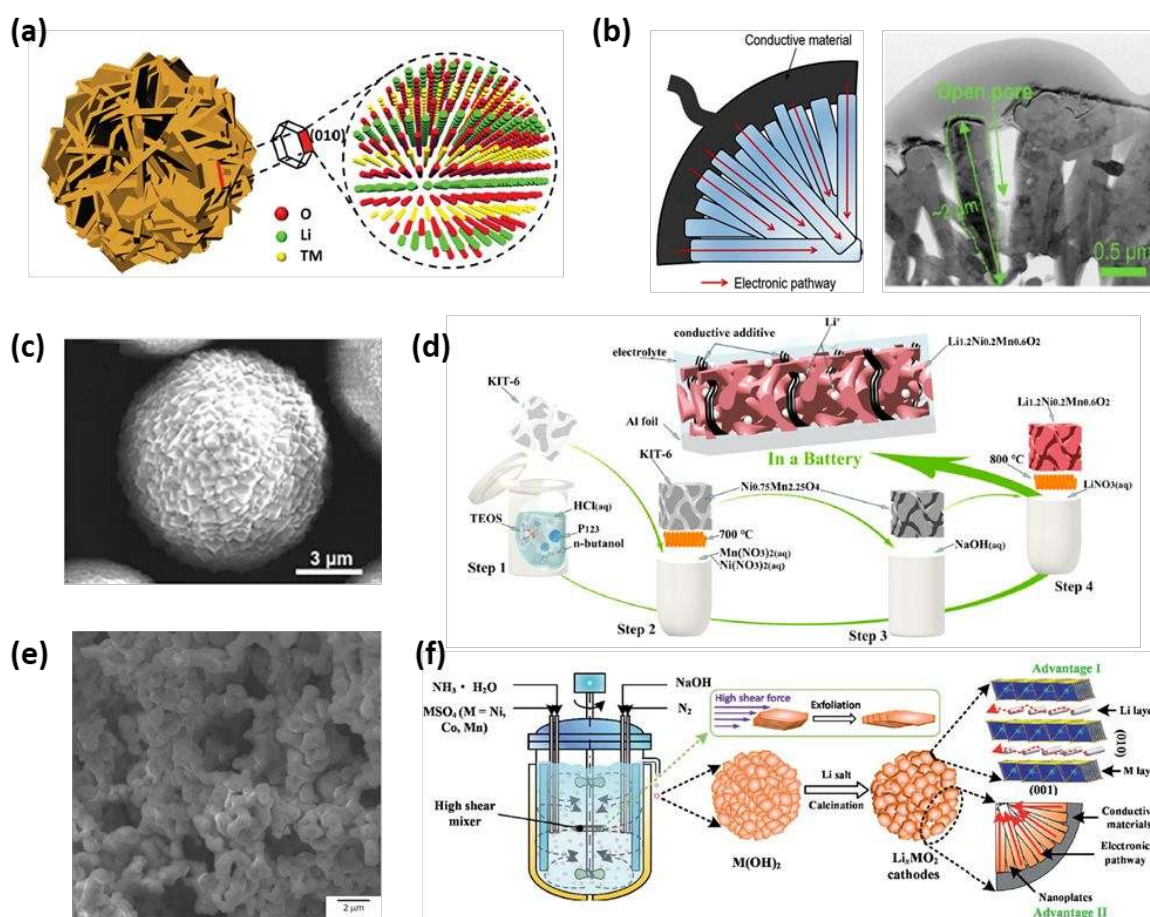 (a)
(010)
O
Li
TM
(b)
Conductive material
Electronic pathway
Open pore
~2 μm
0.5 μm
(c)
3 μm
(d)
conductive additive
Li⁺
electrolyte
Li1.2Ni0.2Mn0.6O2
KIT-6
Al foil
In a Battery
KIT-6
Ni0.75Mn2.25O4
Li1.2Ni0.2Mn0.6O2
800 °C
LiNO3(aq)
HCl(aq)
TEOS
P123
n-butanol
700 °C
Mn(NO3)2(aq)
Ni(NO3)2(aq)
NaOH(aq)
Step 1
Step 2
Step 3
Step 4
(e)
2 μm
(f)
NH₃ · H₂O
MSO₄ (M = Ni,
Co, Mn)
NaOH
N₂
High shear
mixer
High shear force
Exfoliation
M(OH)₂
Li salt
Calcination
LiₓMO₂
cathodes
Advantage I
Li laye
(010)
M lay
(001)
Conductive
materials
Electronic
pathway
Nanoplates
Advantage II